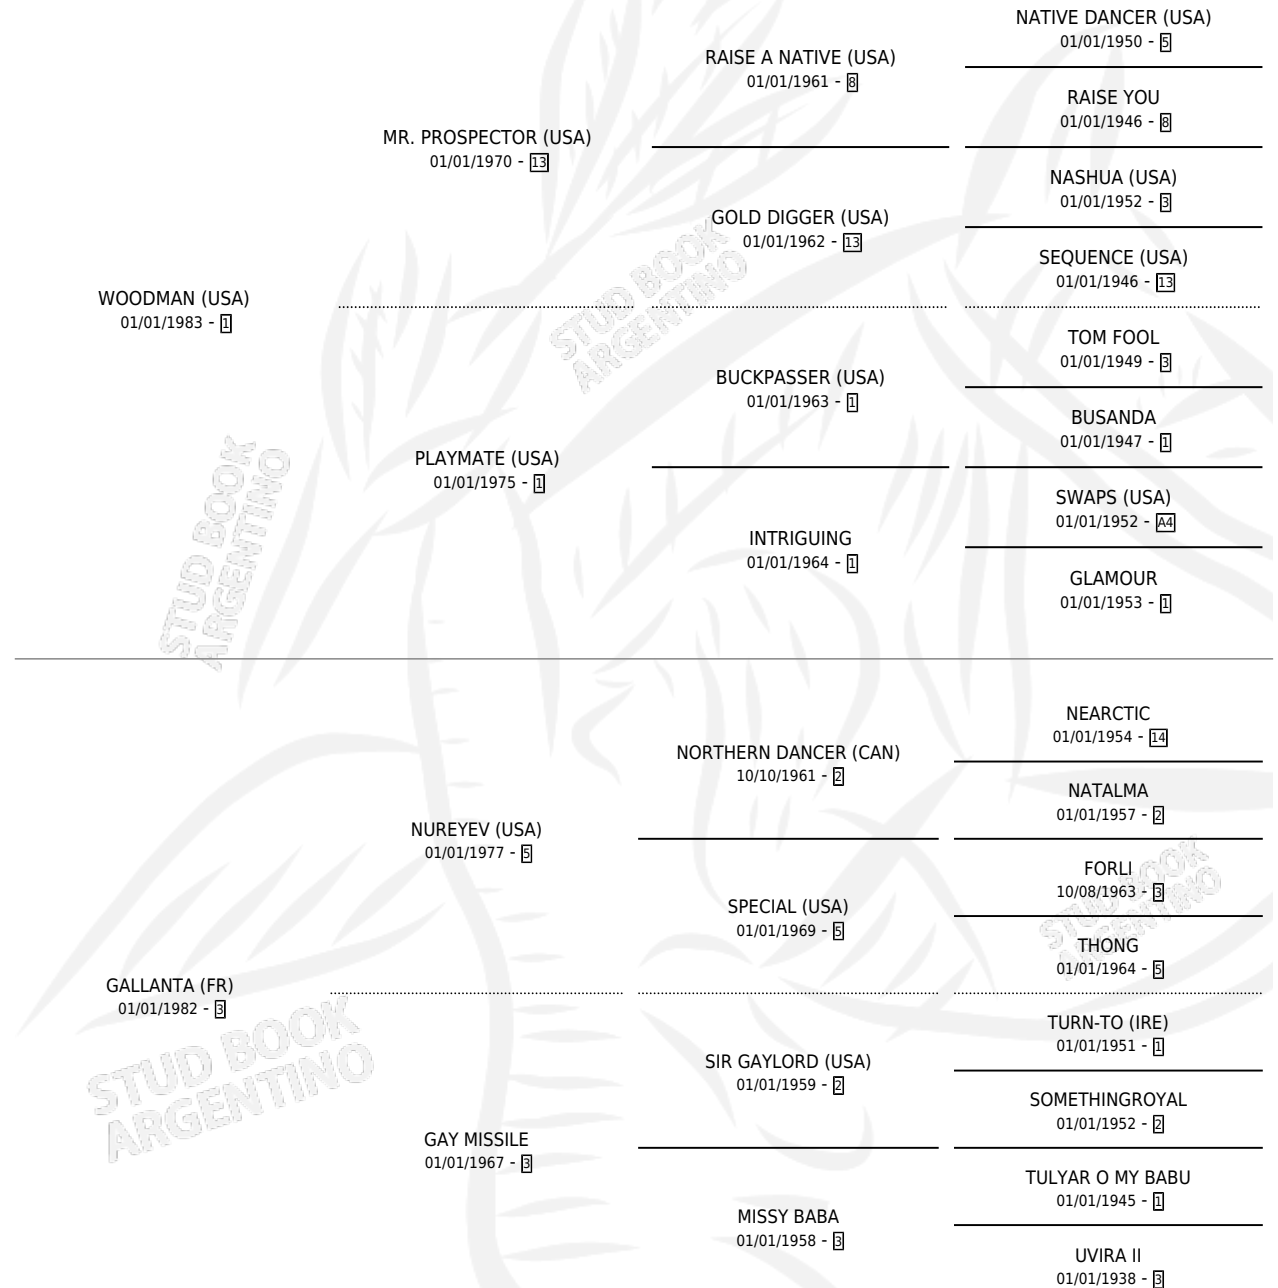 NATIVE DANCER (USA)
01/01/1950 - 5
RAISE A NATIVE (USA)
01/01/1961 - 8
RAISE YOU
01/01/1946 - 8
MR. PROSPECTOR (USA)
01/01/1970 - 13
NASHUA (USA)
01/01/1952 - 3
GOLD DIGGER (USA)
01/01/1962 - 13
SEQUENCE (USA)
01/01/1946 - 13
WOODMAN (USA)
01/01/1983 - 1
STUD BOOK
ARGENTINO
TOM FOOL
01/01/1949 - 3
BUCKPASSER (USA)
01/01/1963 - 1
BUSANDA
01/01/1947 - 1
PLAYMATE (USA)
01/01/1975 - 1
SWAPS (USA)
01/01/1952 - A4
INTRIGUING
01/01/1964 - 1
GLAMOUR
01/01/1953 - 1
STUD BOOK
ARGENTINO
NEARCTIC
01/01/1954 - 14
NORTHERN DANCER (CAN)
10/10/1961 - 2
NATALMA
01/01/1957 - 2
NUREYEV (USA)
01/01/1977 - 5
FORLI
10/08/1963 - 3
SPECIAL (USA)
01/01/1969 - 5
THONG
01/01/1964 - 5
STUD BOOK
ARGENTINO
GALLANTA (FR)
01/01/1982 - 3
TURN-TO (IRE)
01/01/1951 - 1
SIR GAYLORD (USA)
01/01/1959 - 2
SOMETHINGROYAL
01/01/1952 - 2
STUD BOOK
ARGENTINO
GAY MISSILE
01/01/1967 - 3
TULYAR O MY BABU
01/01/1945 - 1
MISSY BABA
01/01/1958 - 3
UVIRA II
01/01/1938 - 3